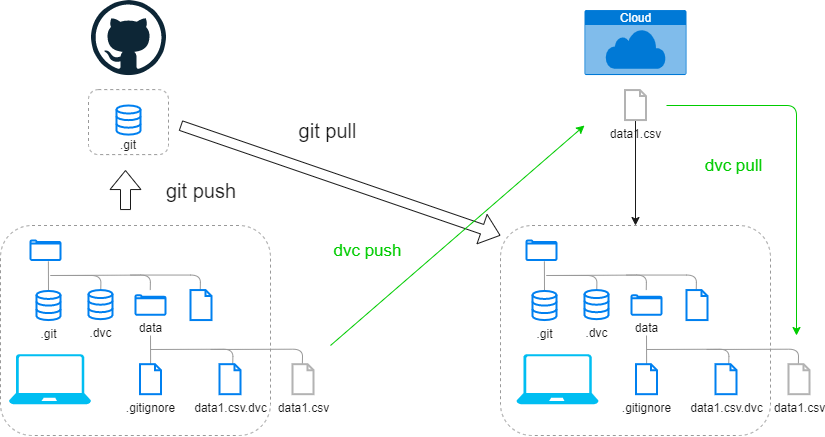 Cloud
.git
data1.csv
git pull
git push
dvc pull
dvc push
.git
.dvc
data
.gitignore
data1.csv.dvc
data1.csv
.git
.dvc
data
.gitignore
data1.csv.dvc
data1.csv